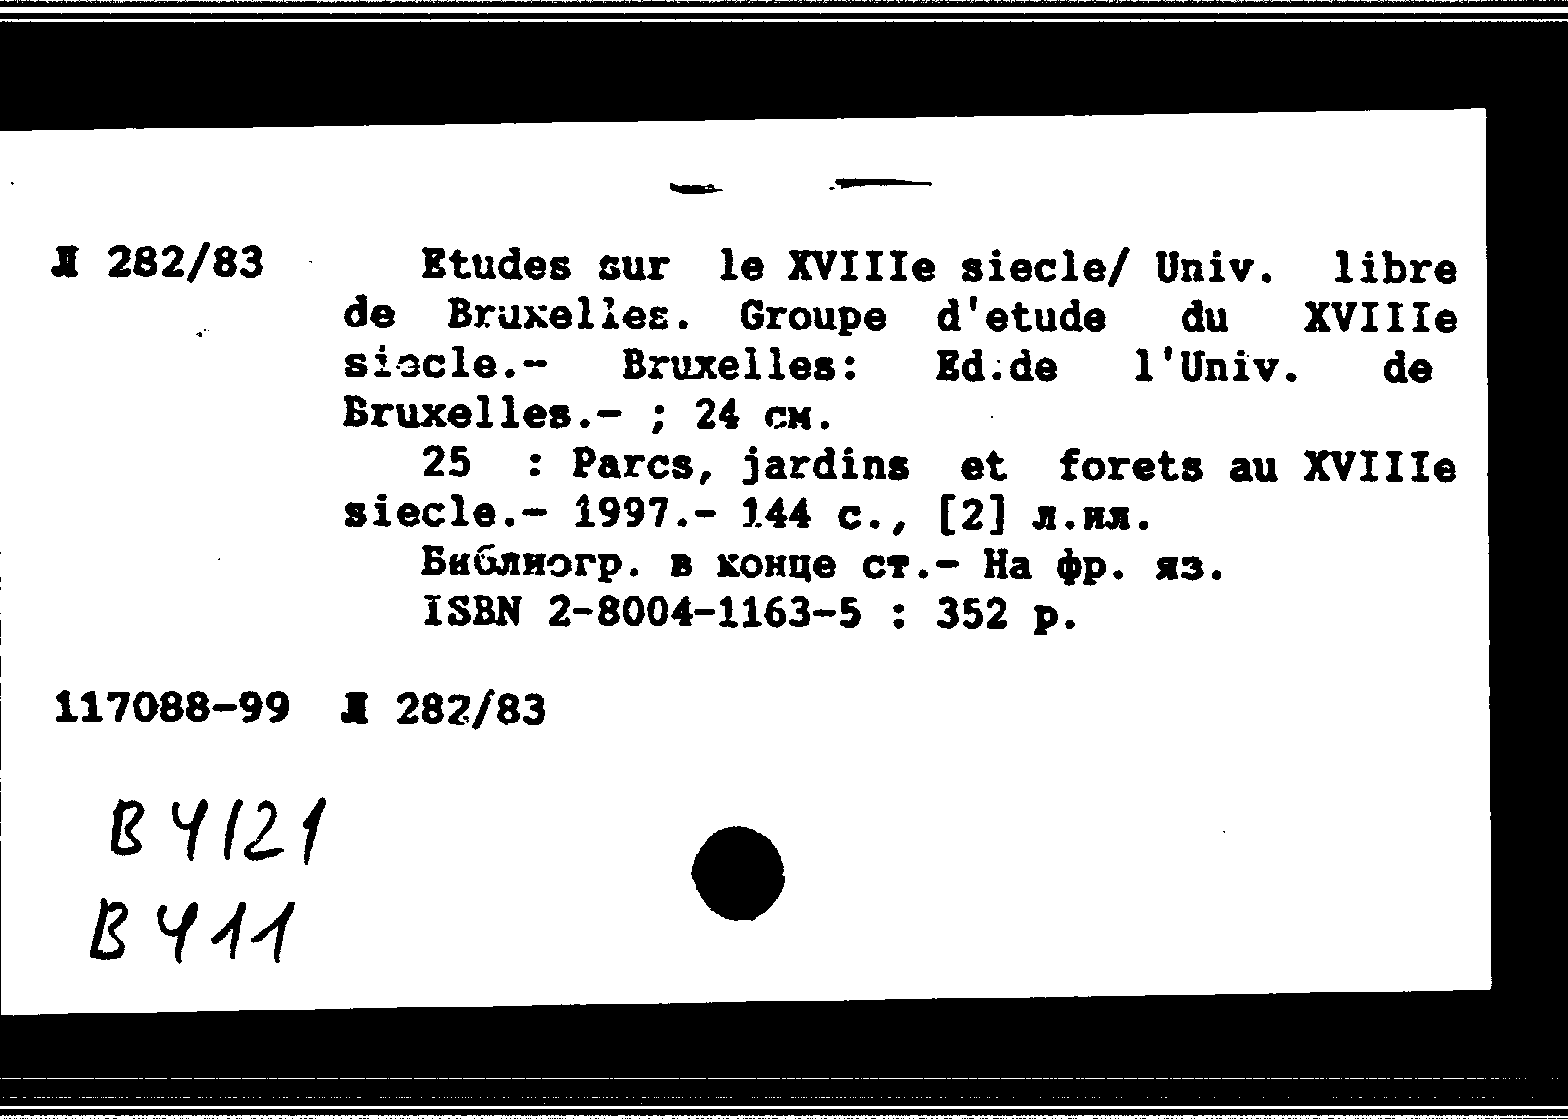 Л 282/83 Etudes sur le XVIIIe siecle/ Univ. libre
de Bruxelles. Groupe d'etude du XVIIIe
siecle.- Bruxelles: Ed.de l'Univ. de
Bruxelles.- ; 24 см.
25 : Parcs, jardins et forets au XVIIIe
siecle.- 1997.- 144 с., [2] л.ил.
Библиогр. в конце ст.- На фр. яз.
ISBN 2-8004-1163-5 : 352 р.
117088-99 Л 282/83
В 4121
В 411